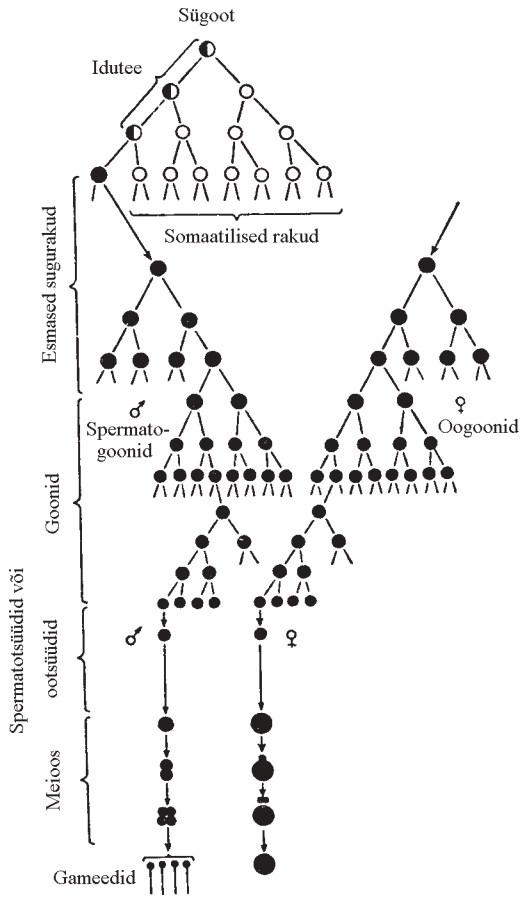 Sügoot
Idutee
Somaatilised rakud
Esmased sugurakud
♂
Spermato-
goonid
♀
Oogoonid
Goonid
Spermatotsüüdid või
ootsüüdid
♂
♀
Meioos
Gameedid